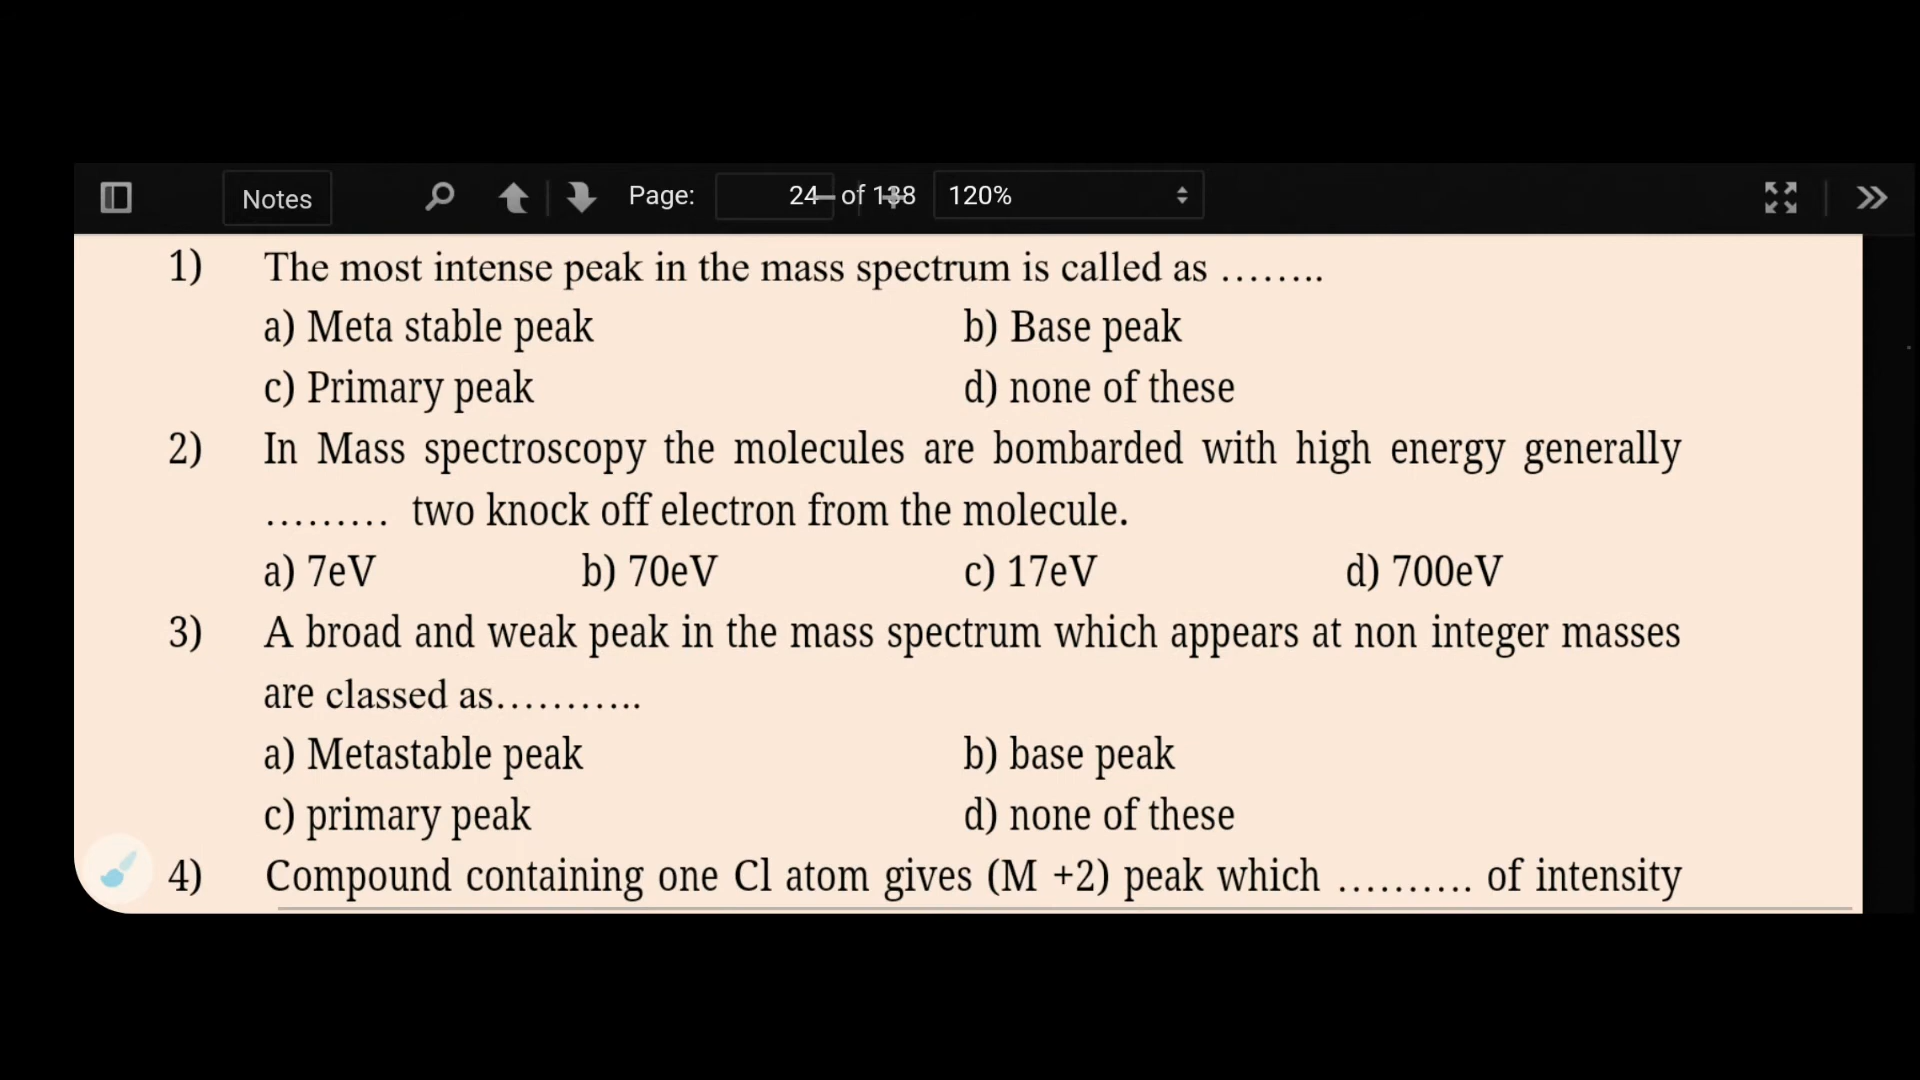 Notes Page: 24 of 138 120%
1) The most intense peak in the mass spectrum is called as ........
a) Meta stable peak b) Base peak
c) Primary peak d) none of these
2) In Mass spectroscopy the molecules are bombarded with high energy generally
......... two knock off electron from the molecule.
a) 7eV b) 70eV c) 17eV d) 700eV
3) A broad and weak peak in the mass spectrum which appears at non integer masses
are classed as...........
a) Metastable peak b) base peak
c) primary peak d) none of these
4) Compound containing one Cl atom gives (M +2) peak which .......... of intensity